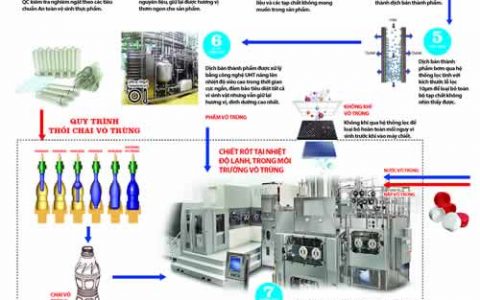 QC kiểm tra nghiêm ngặt theo các tiêu
chuẩn An toàn vệ sinh thực phẩm.
nguyên liệu, giữ lại được hương vị
thơm ngon cho sản phẩm.
liệu và các tạp chất không mong
muốn trong sản phẩm.
thành dịch bán thành phẩm.
6
Dịch bán thành phẩm được xử lý
bằng công nghệ UHT nâng lên
nhiệt độ siêu cao trong thời gian
cực ngắn, đảm bảo tiêu diệt tất cả
vi sinh vật nhưng vẫn giữ lại
hương vị, dinh dưỡng cao nhất.
5
Dịch bán thành
phẩm bơm qua hệ
thống lọc tinh với
kích thước lỗ lọc
10μm để loại bỏ toàn
bộ tạp chất không
nhìn thấy được.
PHẨM VÔ TRÙNG
KHÔNG KHÍ
VÔ TRÙNG
Không khí qua hệ thống lọc để
loại bỏ hoàn toàn mối nguy vi
sinh trước khi vào máy chiết.
QUY TRÌNH
THỔI CHAI VÔ TRÙNG
CHIẾT RÓT TẠI NHIỆT
ĐỘ LẠNH, TRONG MÔI
TRƯỜNG VÔ TRÙNG
NƯỚC VÔ TRÙNG
NẮP VÔ TRÙNG
CHAI VÔ
7